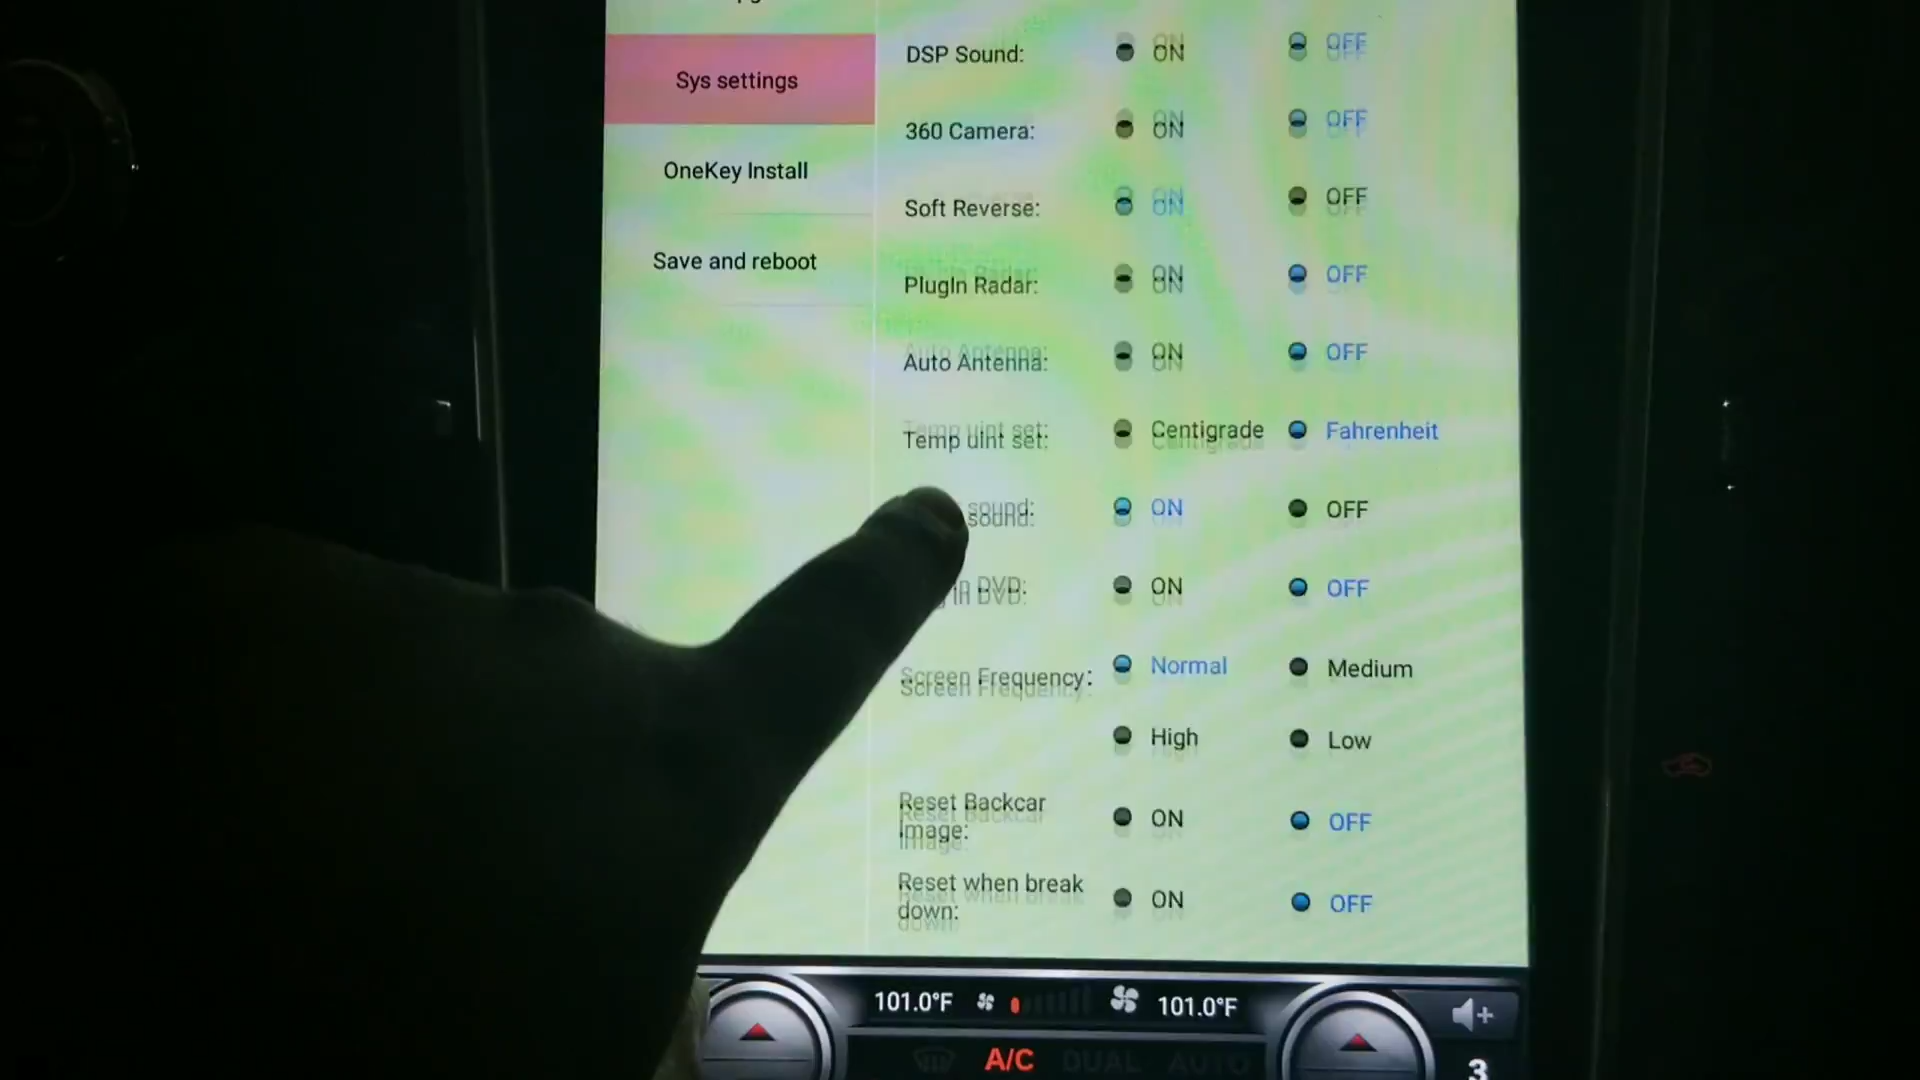 DSP Sound: ON OFF
Sys settings
360 Camera: ON OFF
OneKey Install
Soft Reverse: ON OFF
Save and reboot
PlugIn Radar: ON OFF
Auto Antenna: ON OFF
Temp uint set: Centigrade Fahrenheit
sound: ON OFF
in DVD: ON OFF
Screen Frequency: Normal Medium
High Low
Reset Backcar
Image: ON OFF
Reset when break
down: ON OFF
101.0°F 101.0°F
A/C DUAL AUTO
3